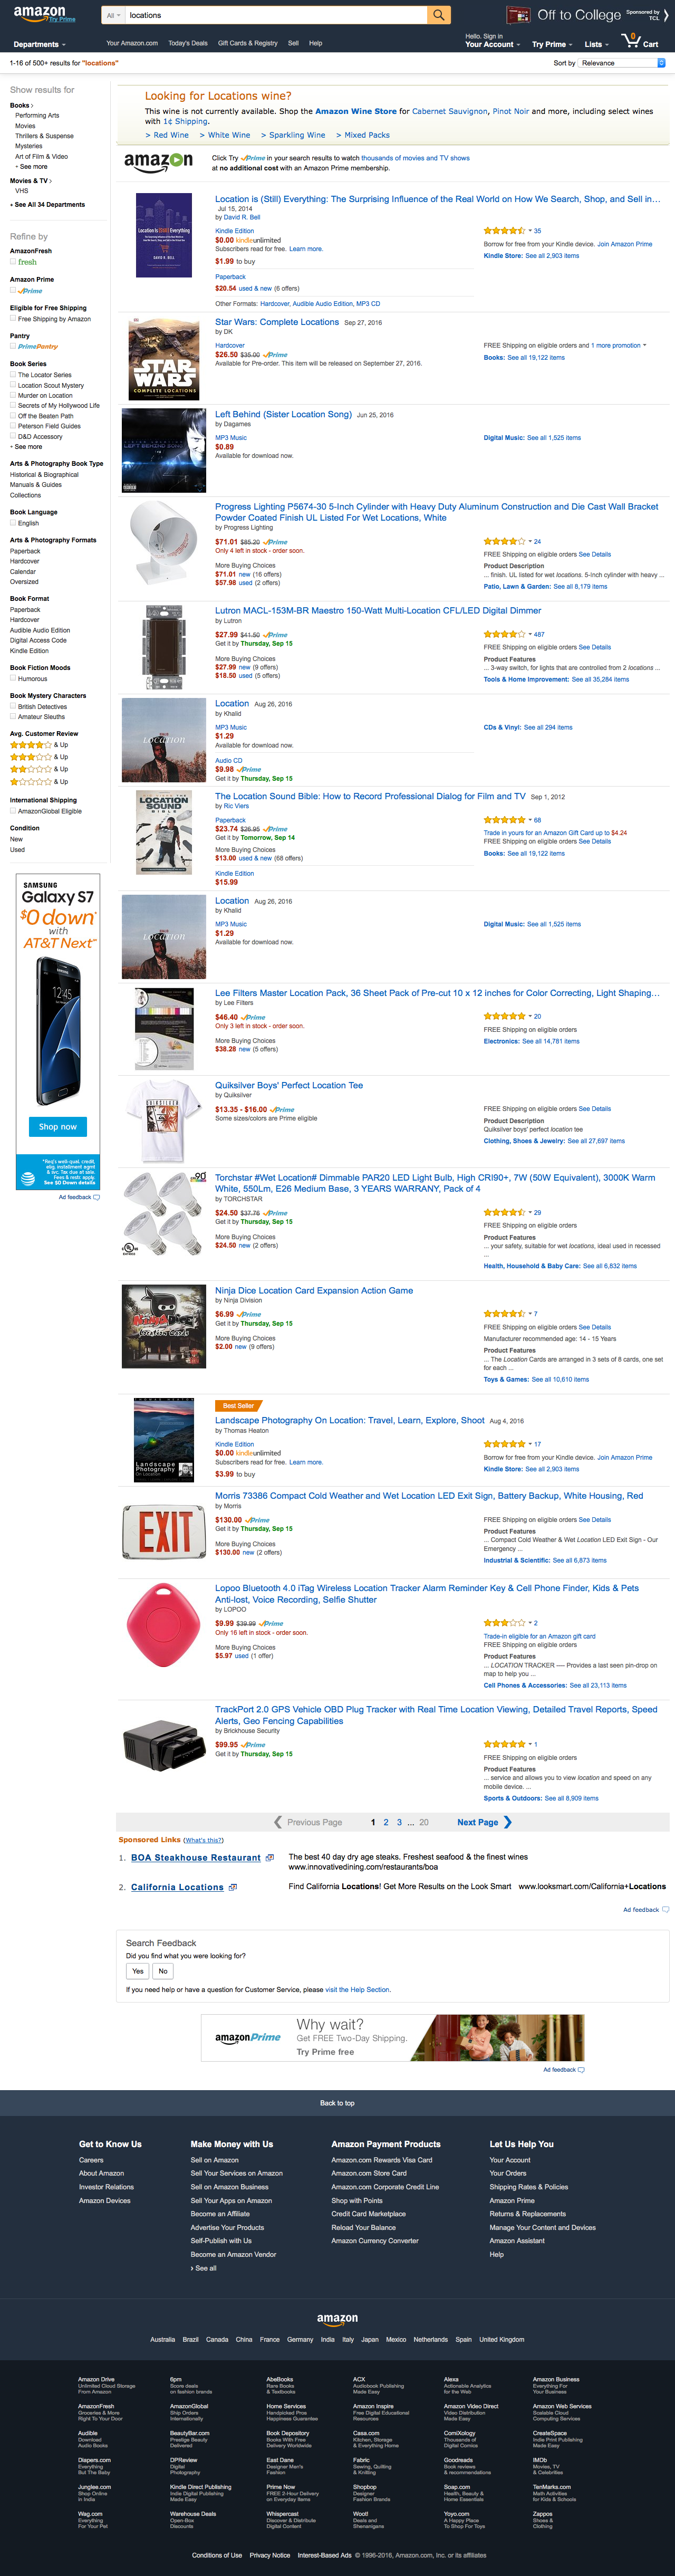 amazon
Try Prime
All
locations
Off to College
Sponsored by TCL
Departments
Your Amazon.com Today's Deals Gift Cards & Registry Sell Help
Hello. Sign in
Your Account
Try Prime
Lists
0
Cart
1-16 of 500+ results for "locations"
Sort by Relevance
Show results for
Books
Performing Arts
Movies
Thrillers & Suspense
Mysteries
Art of Film & Video
+ See more
Movies & TV
VHS
+ See All 34 Departments
Refine by
AmazonFresh
fresh
Amazon Prime
Prime
Eligible for Free Shipping
Free Shipping by Amazon
Pantry
PrimePantry
Book Series
The Locator Series
Location Scout Mystery
Murder on Location
Secrets of My Hollywood Life
Off the Beaten Path
Peterson Field Guides
D&D Accessory
+ See more
Arts & Photography Book Type
Historical & Biographical
Manuals & Guides
Collections
Book Language
English
Arts & Photography Formats
Paperback
Hardcover
Calendar
Oversized
Book Format
Paperback
Hardcover
Audible Audio Edition
Digital Access Code
Kindle Edition
Book Fiction Moods
Humorous
Book Mystery Characters
British Detectives
Amateur Sleuths
Avg. Customer Review
& Up
& Up
& Up
& Up
International Shipping
AmazonGlobal Eligible
Condition
New
Used
SAMSUNG
Galaxy S7
$0 down*
with
AT&T Next℠
12:45
Shop now
*Req's well-qual. credit,
elig. installment agmt
& svc. Tax due at sale.
Fees & restr's apply.
See $0 Down details
Ad feedback
Looking for Locations wine?
This wine is not currently available. Shop the Amazon Wine Store for Cabernet Sauvignon, Pinot Noir and more, including select wines
with 1¢ Shipping.
> Red Wine > White Wine > Sparkling Wine > Mixed Packs
amazon
Click Try Prime in your search results to watch thousands of movies and TV shows
at no additional cost with an Amazon Prime membership.
Location is (Still) Everything: The Surprising Influence of the Real World on How We Search, Shop, and Sell in...
Jul 15, 2014
by David R. Bell
Kindle Edition
$0.00 kindleunlimited
Subscribers read for free. Learn more.
$1.99 to buy
Paperback
$20.54 used & new (6 offers)
Other Formats: Hardcover, Audible Audio Edition, MP3 CD
35
Borrow for free from your Kindle device. Join Amazon Prime
Kindle Store: See all 2,903 items
Star Wars: Complete Locations Sep 27, 2016
by DK
Hardcover
$26.50 $35.00 Prime
Available for Pre-order. This item will be released on September 27, 2016.
FREE Shipping on eligible orders and 1 more promotion
Books: See all 19,122 items
STAR WARS
COMPLETE LOCATIONS
Left Behind (Sister Location Song) Jun 25, 2016
by Dagames
MP3 Music
$0.89
Available for download now.
Digital Music: See all 1,525 items
LEFT BEHIND
Progress Lighting P5674-30 5-Inch Cylinder with Heavy Duty Aluminum Construction and Die Cast Wall Bracket
Powder Coated Finish UL Listed For Wet Locations, White
by Progress Lighting
$71.01 $85.20 Prime
Only 4 left in stock - order soon.
More Buying Choices
$71.01 new (16 offers)
$57.98 used (2 offers)
24
FREE Shipping on eligible orders See Details
Product Description
... finish. UL listed for wet locations. 5-inch cylinder with heavy ...
Patio, Lawn & Garden: See all 8,179 items
Lutron MACL-153M-BR Maestro 150-Watt Multi-Location CFL/LED Digital Dimmer
by Lutron
$27.99 $41.50 Prime
Get it by Thursday, Sep 15
More Buying Choices
$27.99 new (9 offers)
$18.50 used (5 offers)
487
FREE Shipping on eligible orders See Details
Product Features
... 3-way switch, for lights that are controlled from 2 locations ...
Tools & Home Improvement: See all 35,284 items
Location Aug 26, 2016
by Khalid
MP3 Music
$1.29
Available for download now.
Audio CD
$9.98 Prime
Get it by Thursday, Sep 15
CDs & Vinyl: See all 294 items
Location
The Location Sound Bible: How to Record Professional Dialog for Film and TV Sep 1, 2012
by Ric Viers
Paperback
$23.74 $26.95 Prime
Get it by Tomorrow, Sep 14
More Buying Choices
$13.00 used & new (68 offers)
Kindle Edition
$15.99
68
Trade in yours for an Amazon Gift Card up to $4.24
FREE Shipping on eligible orders See Details
Books: See all 19,122 items
LOCATION
SOUND
BIBLE
Location Aug 26, 2016
by Khalid
MP3 Music
$1.29
Available for download now.
Digital Music: See all 1,525 items
Location
Lee Filters Master Location Pack, 36 Sheet Pack of Pre-cut 10 x 12 inches for Color Correcting, Light Shaping...
by Lee Filters
$46.40 Prime
Only 3 left in stock - order soon.
More Buying Choices
$38.28 new (5 offers)
20
FREE Shipping on eligible orders
Electronics: See all 14,781 items
Quiksilver Boys' Perfect Location Tee
by Quiksilver
$13.35 - $16.00 Prime
Some sizes/colors are Prime eligible
FREE Shipping on eligible orders See Details
Product Description
Quiksilver boys' perfect location tee
Clothing, Shoes & Jewelry: See all 27,697 items
Torchstar #Wet Location# Dimmable PAR20 LED Light Bulb, High CRI90+, 7W (50W Equivalent), 3000K Warm
White, 550Lm, E26 Medium Base, 3 YEARS WARRANY, Pack of 4
by TORCHSTAR
$24.50 $37.76 Prime
Get it by Thursday, Sep 15
More Buying Choices
$24.50 new (2 offers)
29
FREE Shipping on eligible orders
Product Features
... your safety, suitable for wet locations, ideal used in recessed
...
Health, Household & Baby Care: See all 6,832 items
Ninja Dice Location Card Expansion Action Game
by Ninja Division
$6.99 Prime
Get it by Thursday, Sep 15
More Buying Choices
$2.00 new (9 offers)
7
FREE Shipping on eligible orders See Details
Manufacturer recommended age: 14 - 15 Years
Product Features
... The Location Cards are arranged in 3 sets of 8 cards, one set
for each ...
Toys & Games: See all 10,610 items
Best Seller
Landscape Photography On Location: Travel, Learn, Explore, Shoot Aug 4, 2016
by Thomas Heaton
Kindle Edition
$0.00 kindleunlimited
Subscribers read for free. Learn more.
$3.99 to buy
17
Borrow for free from your Kindle device. Join Amazon Prime
Kindle Store: See all 2,903 items
Landscape
Photography
On Location
Morris 73386 Compact Cold Weather and Wet Location LED Exit Sign, Battery Backup, White Housing, Red
by Morris
$130.00 Prime
Get it by Thursday, Sep 15
More Buying Choices
$130.00 new (2 offers)
FREE Shipping on eligible orders See Details
Product Features
... Compact Cold Weather & Wet Location LED Exit Sign - Our
Emergency ...
Industrial & Scientific: See all 6,873 items
EXIT
Lopoo Bluetooth 4.0 iTag Wireless Location Tracker Alarm Reminder Key & Cell Phone Finder, Kids & Pets
Anti-lost, Voice Recording, Selfie Shutter
by LOPOO
$9.99 $39.99 Prime
Only 16 left in stock - order soon.
More Buying Choices
$5.97 used (1 offer)
2
Trade-in eligible for an Amazon gift card
FREE Shipping on eligible orders
Product Features
... LOCATION TRACKER ---- Provides a last seen pin-drop on
map to help you ...
Cell Phones & Accessories: See all 23,113 items
TrackPort 2.0 GPS Vehicle OBD Plug Tracker with Real Time Location Viewing, Detailed Travel Reports, Speed
Alerts, Geo Fencing Capabilities
by Brickhouse Security
$99.95 Prime
Get it by Thursday, Sep 15
1
FREE Shipping on eligible orders
Product Features
... service and allows you to view location and speed on any
mobile device. ...
Sports & Outdoors: See all 8,909 items
Previous Page 1 2 3 ... 20 Next Page
Sponsored Links (What's this?)
1. BOA Steakhouse Restaurant
The best 40 day dry age steaks. Freshest seafood & the finest wines
www.innovativedining.com/restaurants/boa
2. California Locations
Find California Locations! Get More Results on the Look Smart www.looksmart.com/California+Locations
Ad feedback
Search Feedback
Did you find what you were looking for?
Yes No
If you need help or have a question for Customer Service, please visit the Help Section.
amazonPrime
Why wait?
Get FREE Two-Day Shipping.
Try Prime free
Ad feedback
Back to top
Get to Know Us
Careers
About Amazon
Investor Relations
Amazon Devices
Make Money with Us
Sell on Amazon
Sell Your Services on Amazon
Sell on Amazon Business
Sell Your Apps on Amazon
Become an Affiliate
Advertise Your Products
Self-Publish with Us
Become an Amazon Vendor
› See all
Amazon Payment Products
Amazon.com Rewards Visa Card
Amazon.com Store Card
Amazon.com Corporate Credit Line
Shop with Points
Credit Card Marketplace
Reload Your Balance
Amazon Currency Converter
Let Us Help You
Your Account
Your Orders
Shipping Rates & Policies
Amazon Prime
Returns & Replacements
Manage Your Content and Devices
Amazon Assistant
Help
amazon
Australia Brazil Canada China France Germany India Italy Japan Mexico Netherlands Spain United Kingdom
Amazon Drive
Unlimited Cloud Storage
From Amazon
6pm
Score deals
on fashion brands
AbeBooks
Rare Books
& Textbooks
ACX
Audiobook Publishing
Made Easy
Alexa
Actionable Analytics
for the Web
Amazon Business
Everything For
Your Business
AmazonFresh
Groceries & More
Right To Your Door
AmazonGlobal
Ship Orders
Internationally
Home Services
Handpicked Pros
Happiness Guarantee
Amazon Inspire
Free Digital Educational
Resources
Amazon Video Direct
Video Distribution
Made Easy
Amazon Web Services
Scalable Cloud
Computing Services
Audible
Download
Audio Books
BeautyBar.com
Prestige Beauty
Delivered
Book Depository
Books With Free
Delivery Worldwide
Casa.com
Kitchen, Storage
& Everything Home
ComiXology
Thousands of
Digital Comics
CreateSpace
Indie Print Publishing
Made Easy
Diapers.com
Everything
But The Baby
DPReview
Digital
Photography
East Dane
Designer Men's
Fashion
Fabric
Sewing, Quilting
& Knitting
Goodreads
Book reviews
& recommendations
IMDb
Movies, TV
& Celebrities
Junglee.com
Shop Online
in India
Kindle Direct Publishing
Indie Digital Publishing
Made Easy
Prime Now
FREE 2-Hour Delivery
on Everyday Items
Shopbop
Designer
Fashion Brands
Soap.com
Health, Beauty &
Home Essentials
TenMarks.com
Math Activities
for Kids & Schools
Wag.com
Everything
For Your Pet
Warehouse Deals
Open-Box
Discounts
Whispercast
Discover & Distribute
Digital Content
Woot!
Deals and
Shenanigans
Yoyo.com
A Happy Place
To Shop For Toys
Zappos
Shoes &
Clothing
Conditions of Use Privacy Notice Interest-Based Ads © 1996-2016, Amazon.com, Inc. or its affiliates